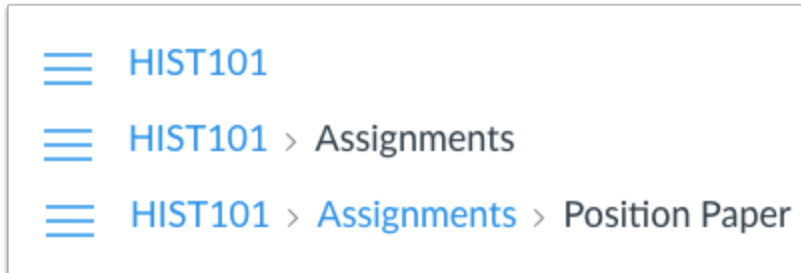 HIST101
HIST101 > Assignments
HIST101 > Assignments > Position Paper